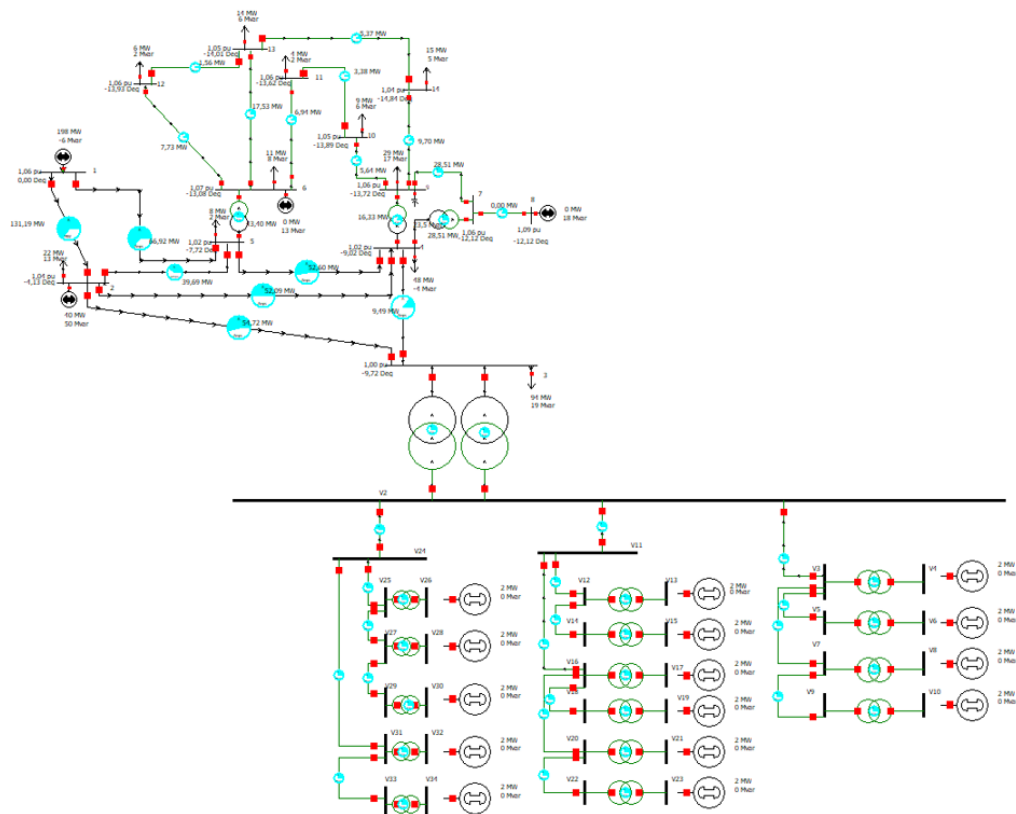 14 MW
6 Mvar
5,37 MW
1,05 pu
-14,01 Deg
13
6 MW
2 Mvar
1,56 MW
4 MW
2 Mvar
15 MW
5 Mvar
1,06 pu
-13,93 Deg
12
1,06 pu
-13,62 Deg
11
3,38 MW
1,04 pu
-14,84 Deg
14
17,53 MW
6,94 MW
9 MW
6 Mvar
198 MW
-6 Mvar
7,73 MW
1,05 pu
-13,89 Deg
10
9,70 MW
11 MW
8 Mvar
29 MW
17 Mvar
5,64 MW
28,51 MW
1,06 pu
0,00 Deg
1
1,07 pu
-13,08 Deg
6
1,06 pu
-13,72 Deg
9
7
0,00 MW
8
0 MW
18 Mvar
8 MW
2 Mvar
43,40 MW
0 MW
13 Mvar
16,33 MW
28,51 MW
1,06 pu
-12,12 Deg
1,09 pu
-12,12 Deg
131,19 MW
66,92 MW
1,02 pu
-7,72 Deg
5
1,02 pu
-9,02 Deg
4
22 MW
13 Mvar
1,04 pu
-4,13 Deg
2
39,69 MW
52,60 MW
48 MW
-4 Mvar
52,09 MW
40 MW
50 Mvar
9,49 MW
54,72 MW
1,00 pu
-9,72 Deg
3
94 MW
19 Mvar
V2
V24
V11
V3
V4
2 MW
0 Mvar
V25
V26
2 MW
0 Mvar
V12
V13
2 MW
0 Mvar
V5
V6
2 MW
0 Mvar
V27
V28
2 MW
0 Mvar
V14
V15
2 MW
0 Mvar
V7
V8
2 MW
0 Mvar
V29
V30
2 MW
0 Mvar
V16
V17
2 MW
0 Mvar
V9
V10
2 MW
0 Mvar
V18
V19
2 MW
0 Mvar
V31
V32
2 MW
0 Mvar
V20
V21
2 MW
0 Mvar
V33
V34
2 MW
0 Mvar
V22
V23
2 MW
0 Mvar